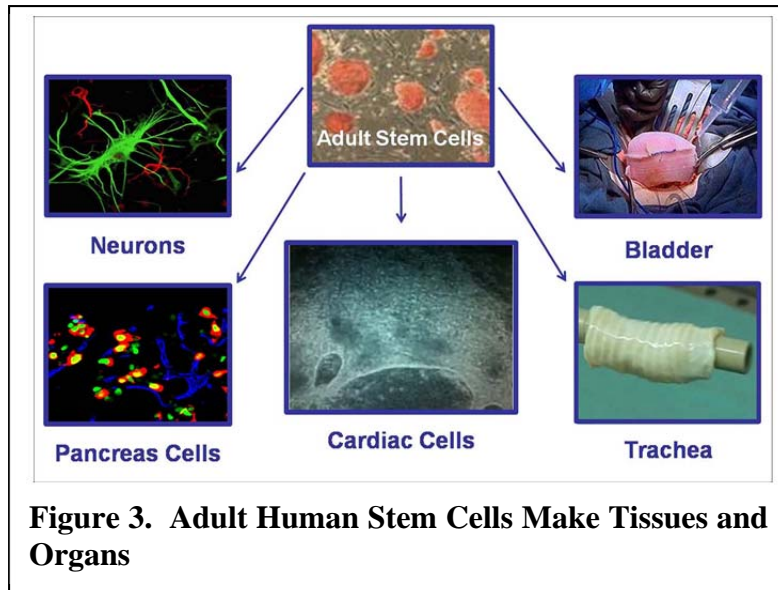 Adult Stem Cells
Neurons
Bladder
Pancreas Cells
Cardiac Cells
Trachea
Figure 3. Adult Human Stem Cells Make Tissues and
Organs